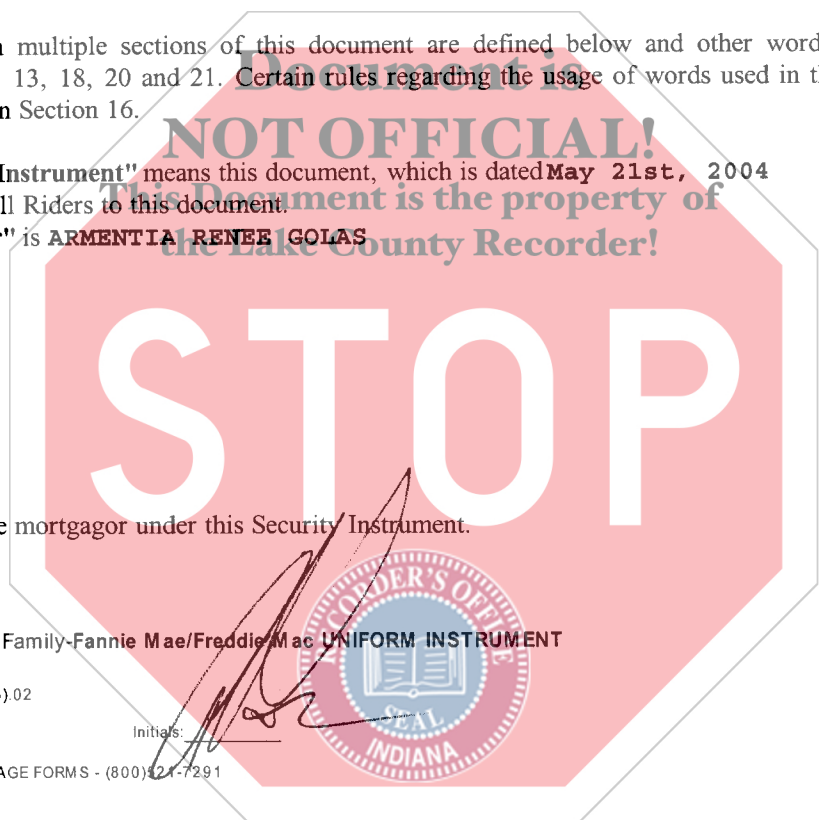 multiple sections of this document are defined below and other word
13, 18, 20 and 21. Certain rules regarding the usage of words used in
Section 16.
Document is
NOT OFFICIAL!
This Document is the property of
the Lake County Recorder!
Instrument" means this document, which is dated May 21st, 2004
ll Riders to this document.
" is ARMENTIA RENEE GOLAS
STOP
e mortgagor under this Security Instrument.
RECORDER'S OFFICE
SEAL
INDIANA
Family-Fannie Mae/Freddie Mac UNIFORM INSTRUMENT
).02
Initials:
AGE FORMS - (800)521-7291